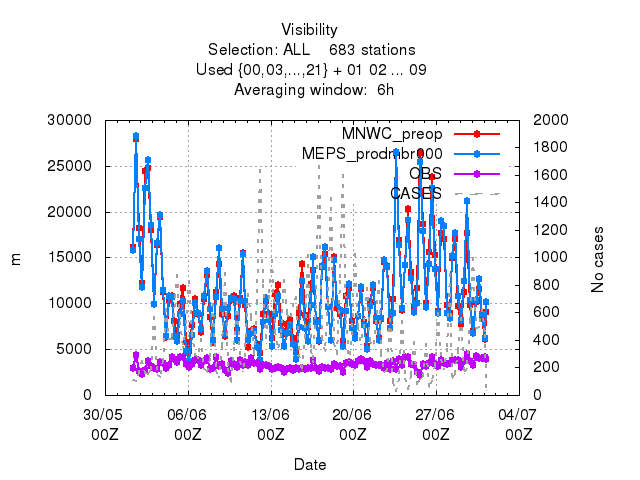 Visibility
Selection: ALL 683 stations
Used {00,03,...,21} + 01 02 ... 09
Averaging window: 6h
30000
25000
20000
15000
10000
5000
0
m
2000
1800
1600
1400
1200
1000
800
600
400
200
0
No cases
MNWC_preop
MEPS_prodmbr000
OBS
CASES
30/05 06/06 13/06 20/06 27/06 04/07
00Z 00Z 00Z 00Z 00Z 00Z
Date